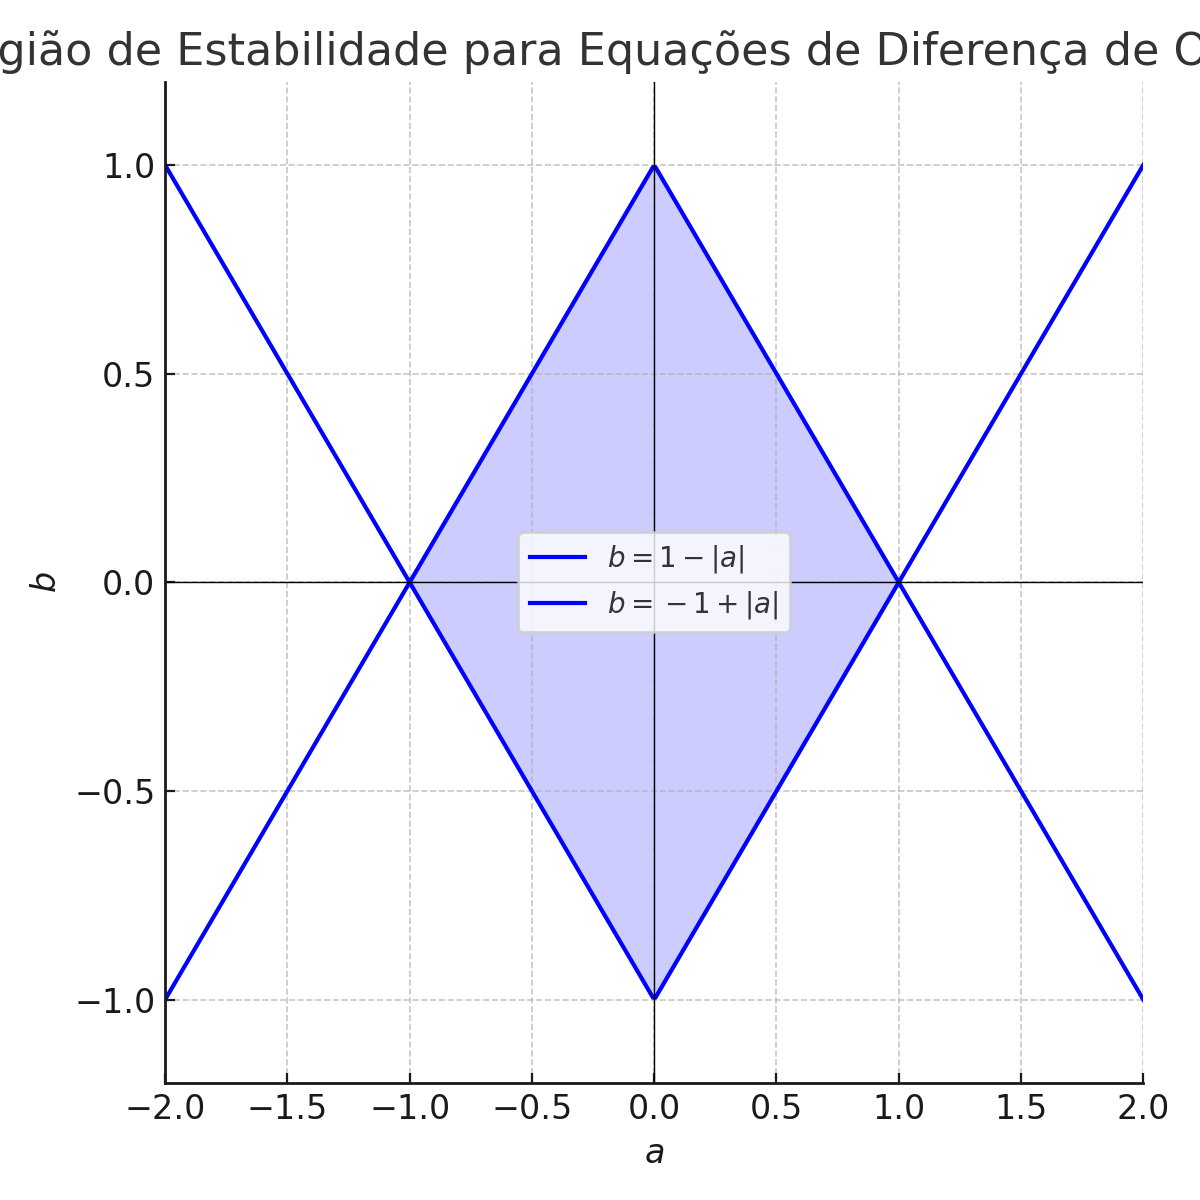 gião de Estabilidade para Equações de Diferença de O
1.0
0.5
b
0.0
−0.5
−1.0
b = 1 − |a|
b = −1 + |a|
−2.0 −1.5 −1.0 −0.5 0.0 0.5 1.0 1.5 2.0
a